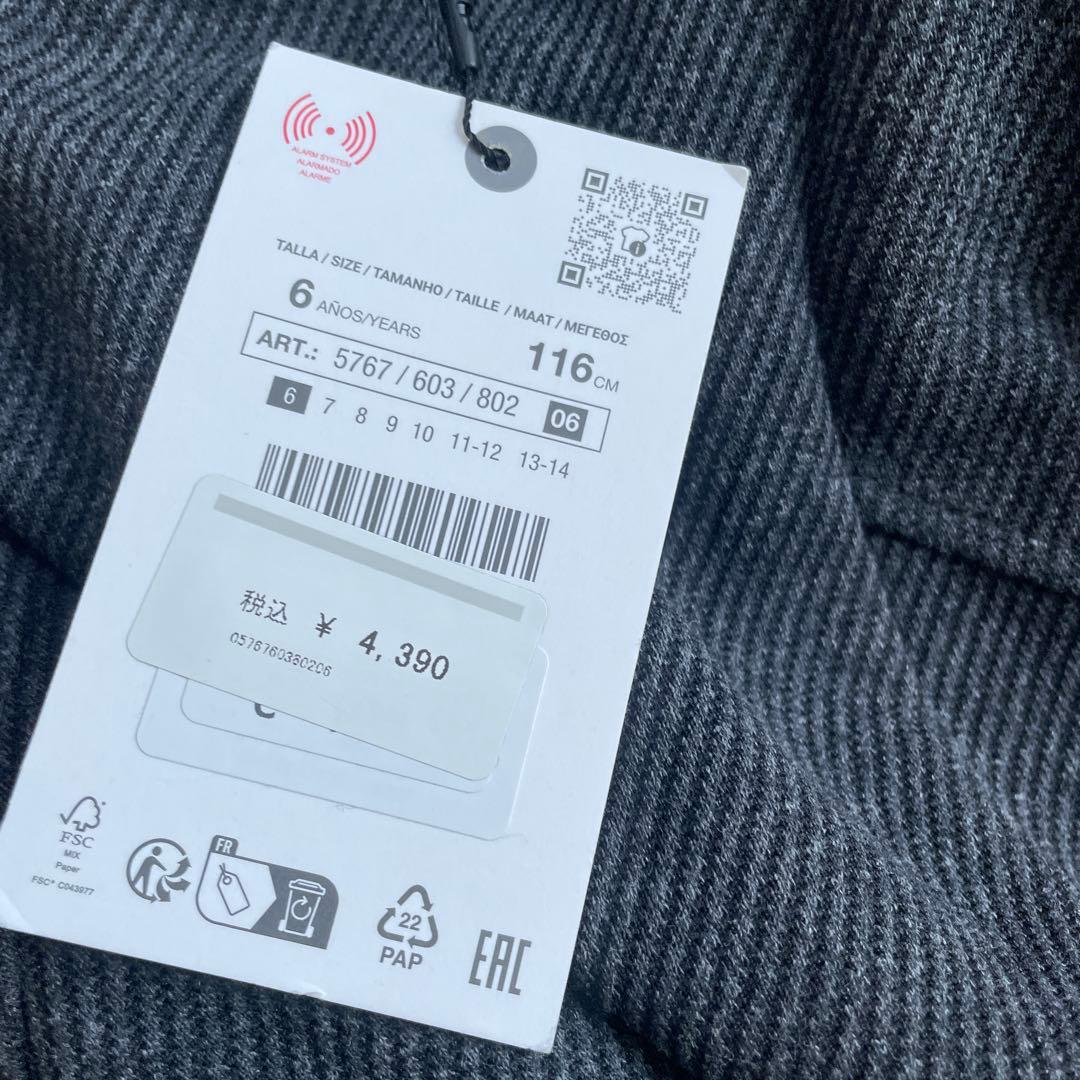 ALARM SYSTEM
ALARMADO
ALARME
TALLA / SIZE / TAMANHO / TAILLE / MAAT / ΜΕΓΕΘΟΣ
6 AÑOS/YEARS 116 CM
ART.: 5767 / 603 / 802 06
6 7 8 9 10 11-12 13-14
税込 ¥ 4,390
0576760380206
FSC
MIX
Paper
FSC® C043977
FR
22
PAP
EAC